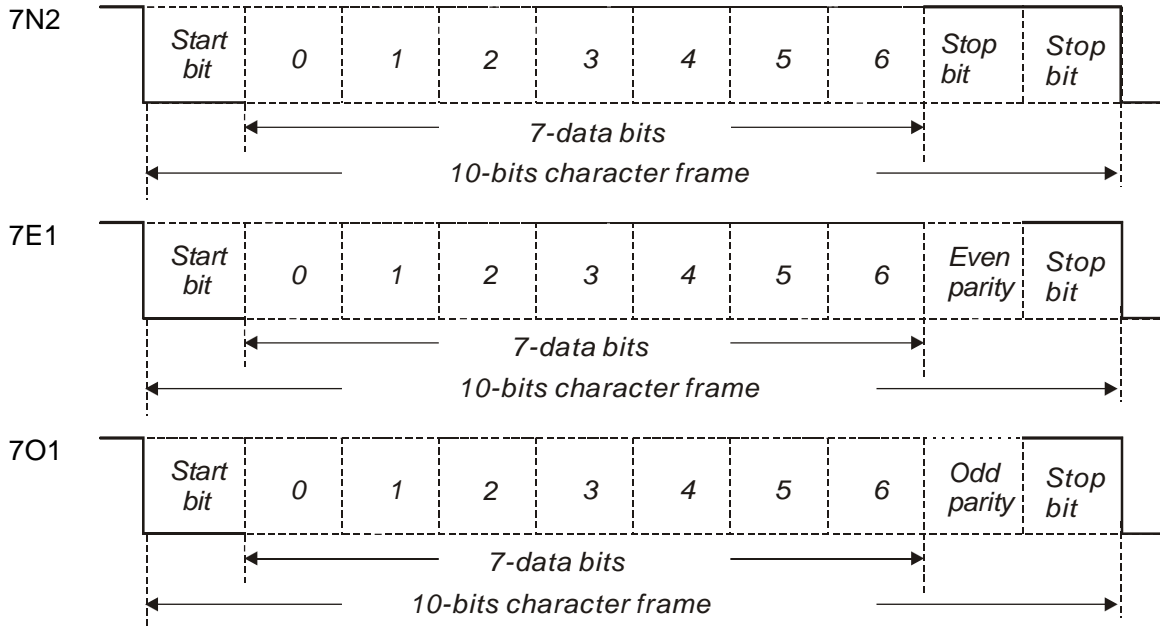 7N2
Start bit 0 1 2 3 4 5 6 Stop bit Stop bit
7-data bits
10-bits character frame
7E1
Start bit 0 1 2 3 4 5 6 Even parity Stop bit
7-data bits
10-bits character frame
7O1
Start bit 0 1 2 3 4 5 6 Odd parity Stop bit
7-data bits
10-bits character frame